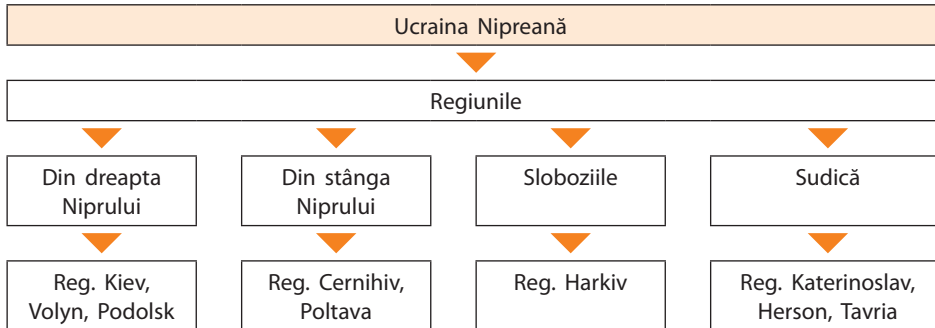 Ucraina Nipreană
Regiunile
Din dreapta
Niprului
Din stânga
Niprului
Sloboziile
Sudică
Reg. Kiev,
Volyn, Podolsk
Reg. Cernihiv,
Poltava
Reg. Harkiv
Reg. Katerinoslav,
Herson, Tavria